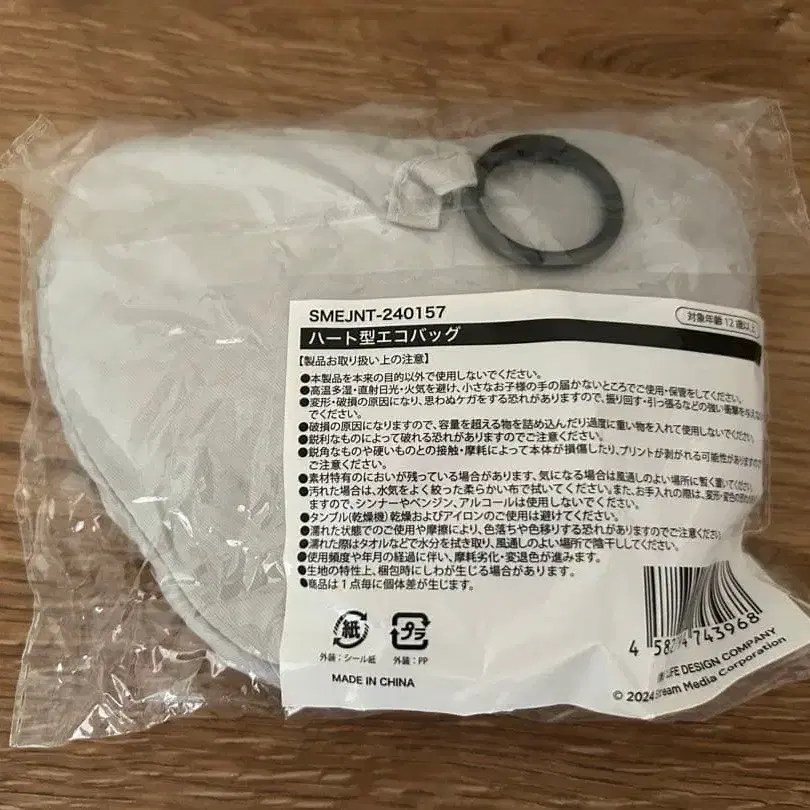 SMEJNT-240157
対象年齢12歳以上
ハート型エコバッグ
【製品お取り扱い上の注意】
●本製品を本来の目的以外で使用しないでください。
●高温多湿・直射日光・火気を避け、小さなお子様の手の届かないところでご使用・保管をしてください。
●変形・破損の原因になり、思わぬケガをする恐れがありますので、振り回す・引っ張るなどの強い衝撃を与えない
でください。
●破損の原因になりますので、容量を超える物を詰め込んだり過度に重い物を入れて使用しないでください。
●鋭利なものによって破れる恐れがありますのでご注意ください。
●鋭角なものや硬いものとの接触・摩耗によって本体が損傷したり、プリントが剥がれる可能性がありますので
ご注意ください。
●素材特有のにおいが残っている場合があります、気になる場合は風通しのよい場所に暫く置いてください。
●汚れた場合は、水気をよく絞った柔らかい布で拭いてください。また、お手入れの際は、変形・変色の恐れが
ますので、シンナーやベンジン、アルコールは使用しないでください。
●タンブル(乾燥機)乾燥およびアイロンのご使用は避けてください。
●濡れた状態でのご使用や摩擦により、色落ちや色移りする恐れがありますのでご注意ください。
●濡れた際はタオルなどで水分を拭き取り、風通しのよい場所で陰干ししてください。
●使用頻度や年月の経過に伴い、摩耗劣化・変退色が進みます。
●生地の特性上、梱包時にしわが生じる場合があります。
●商品は1点毎に個体差が生じます。
紙
プラ
外装:シール紙
外装:PP
MADE IN CHINA
743968
LIFE DESIGN COMPANY
© 2024 Stream Media Corporation